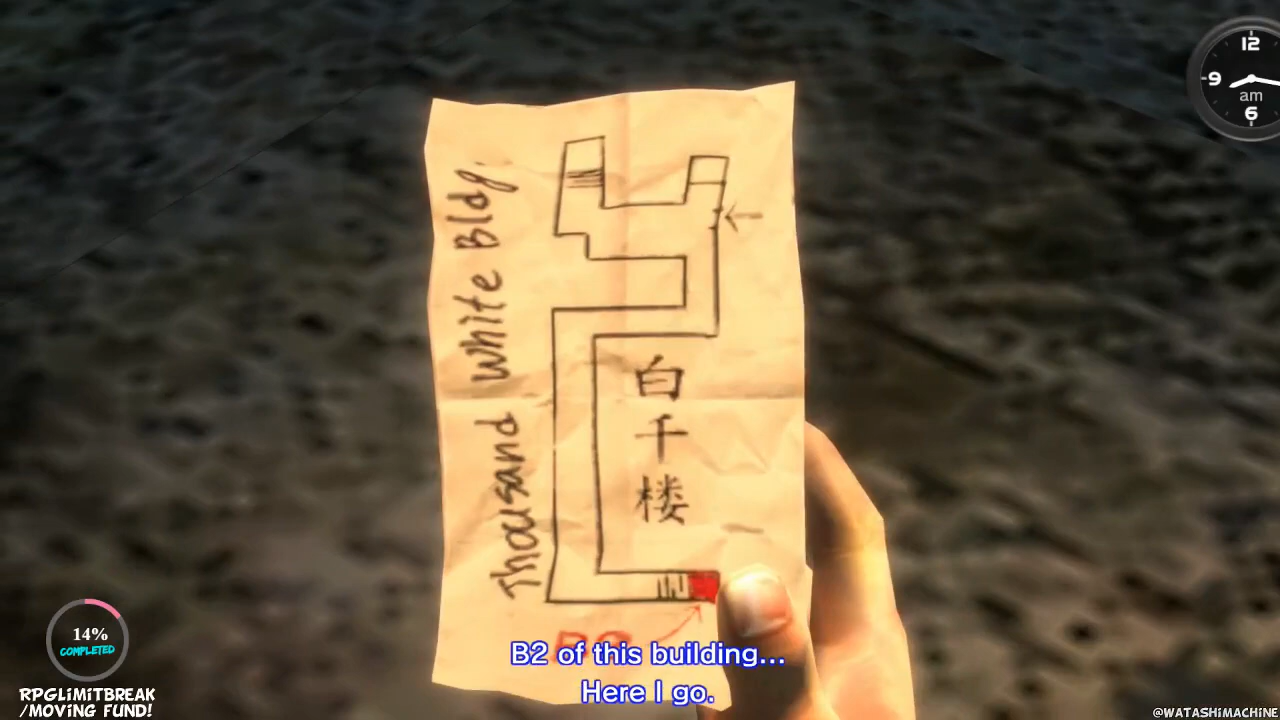 12
9
am
6
Thousand White Bldg.
白
千
楼
B2
B2 of this building...
Here I go.
14%
COMPLETED
RPGLIMITBREAK
/MOVING FUND!
@WATASHIMACHINE